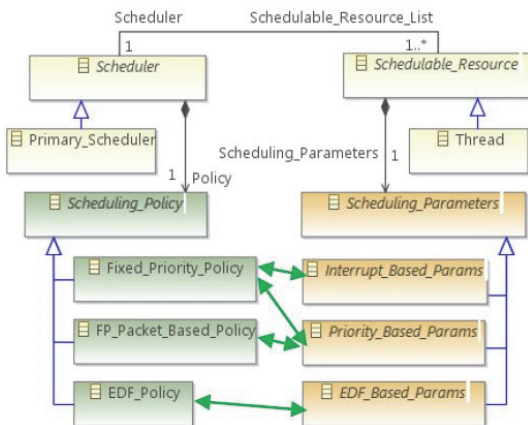 Scheduler Schedulable_Resource_List
1 1..*
Scheduler Schedulable_Resource
Primary_Scheduler Thread
Scheduling_Parameters
1 Policy 1
Scheduling_Policy Scheduling_Parameters
Fixed_Priority_Policy Interrupt_Based_Params
FP_Packet_Based_Policy Priority_Based_Params
EDF_Policy EDF_Based_Params